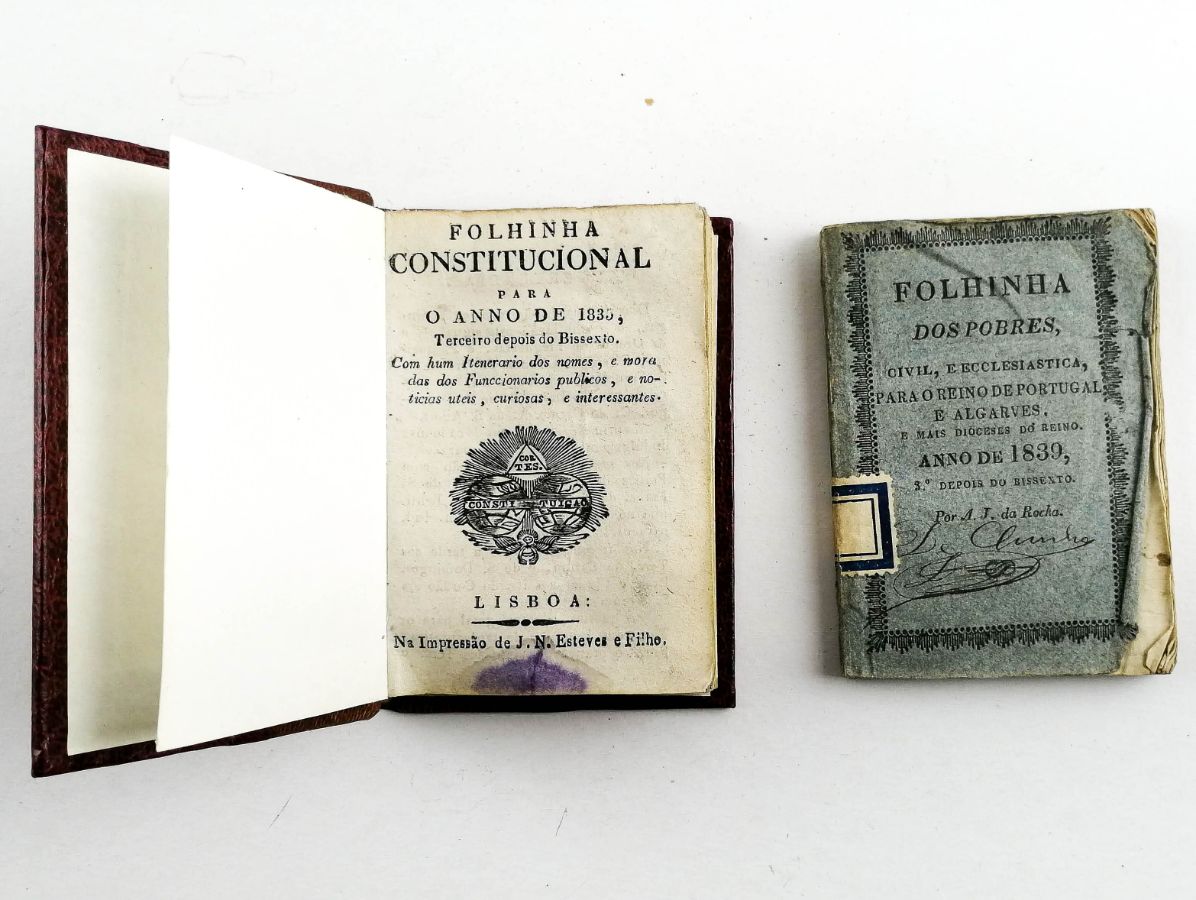 FOLHINHA
CONSTITUCIONAL
PARA
O ANNO DE 1835,
Terceiro depois do Bissexto.
Com hum Itenerario dos nomes, e mora
das dos Funccionarios publicos, e no-
ticias uteis, curiosas, e interessantes.
COR
TES.
CONSTITUIÇÃO
LISBOA:
Na Impressão de J. N. Esteves e Filho.
FOLHINHA
DOS POBRES,
CIVIL, E ECCLESIASTICA,
PARA O REINO DE PORTUGAL
E ALGARVES,
E MAIS DIOCESES DO REINO.
ANNO DE 1839,
3.º DEPOIS DO BISSEXTO.
Por A. J. da Rocha.